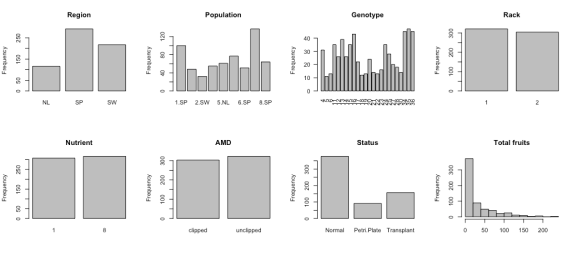 Region
Population
Genotype
Rack
Frequency
0 50 150 250
NL SP SW
Frequency
0 40 80 120
1.SP 2.SW 5.NL 6.SP 8.SP
Frequency
0 10 20 30 40
Frequency
0 100 200 300
1 2
Nutrient
AMD
Status
Total fruits
Frequency
0 50 150 250
1 8
Frequency
0 100 200 300
clipped unclipped
Frequency
0 100 200 300
Normal Petri.Plate Transplant
Frequency
0 100 200 300
0 50 100 150 200